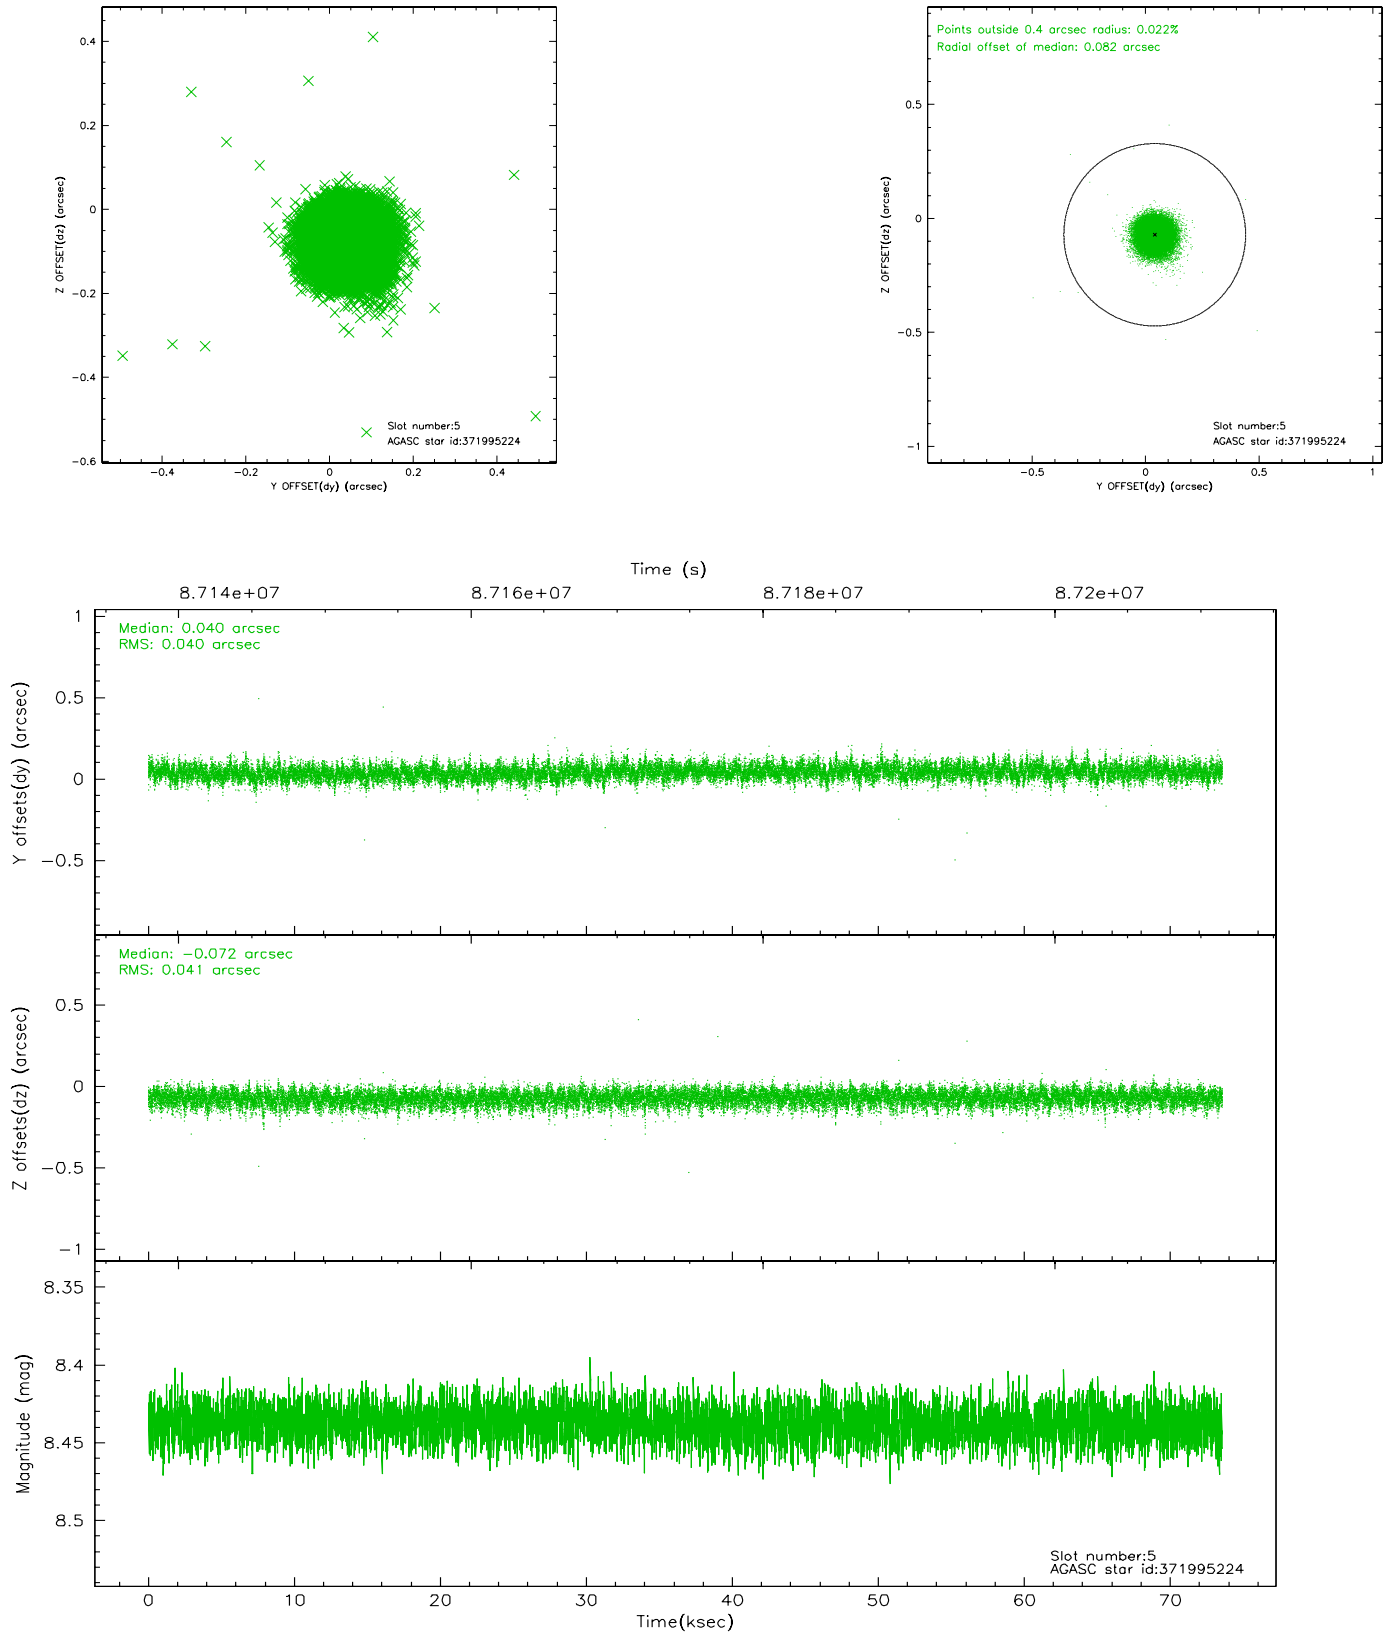 0.4
0.2
0
−0.2
−0.4
−0.6
Z OFFSET(dz) (arcsec)
Slot number:5
AGASC star id:371995224
−0.4 −0.2 0 0.2 0.4
Y OFFSET(dy) (arcsec)
Points outside 0.4 arcsec radius: 0.022%
Radial offset of median: 0.082 arcsec
0.5
0
−0.5
−1
Z OFFSET(dz) (arcsec)
Slot number:5
AGASC star id:371995224
−0.5 0 0.5 1
Y OFFSET(dy) (arcsec)
Time (s)
8.714e+07 8.716e+07 8.718e+07 8.72e+07
Median: 0.040 arcsec
RMS: 0.040 arcsec
1
0.5
0
−0.5
Y offsets(dy) (arcsec)
Median: −0.072 arcsec
RMS: 0.041 arcsec
0.5
0
−0.5
−1
Z offsets(dz) (arcsec)
8.35
8.4
8.45
8.5
Magnitude (mag)
Slot number:5
AGASC star id:371995224
0 10 20 30 40 50 60 70
Time(ksec)